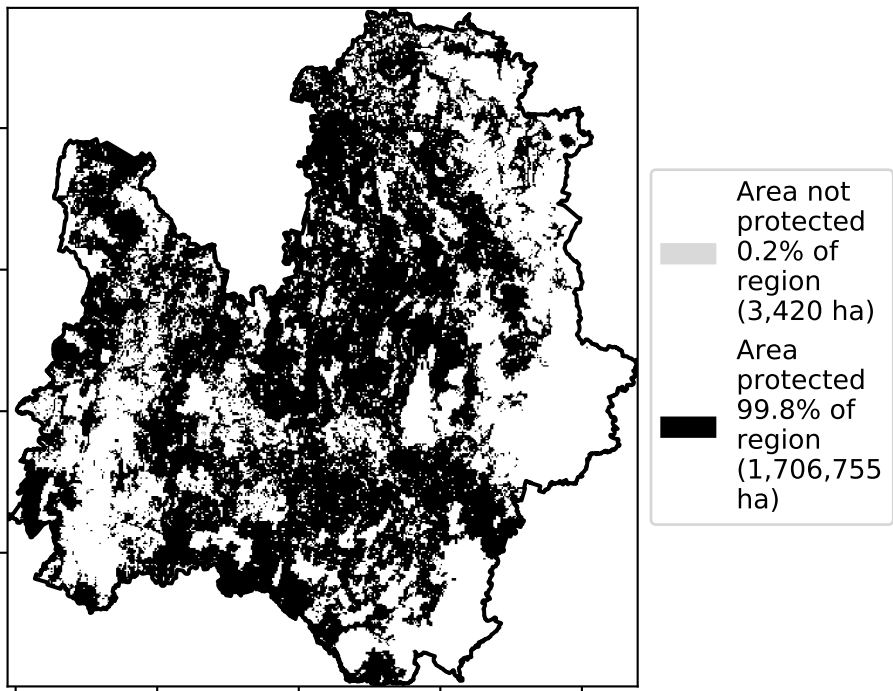 Area not
protected
0.2% of
region
(3,420 ha)
Area
protected
99.8% of
region
(1,706,755
ha)